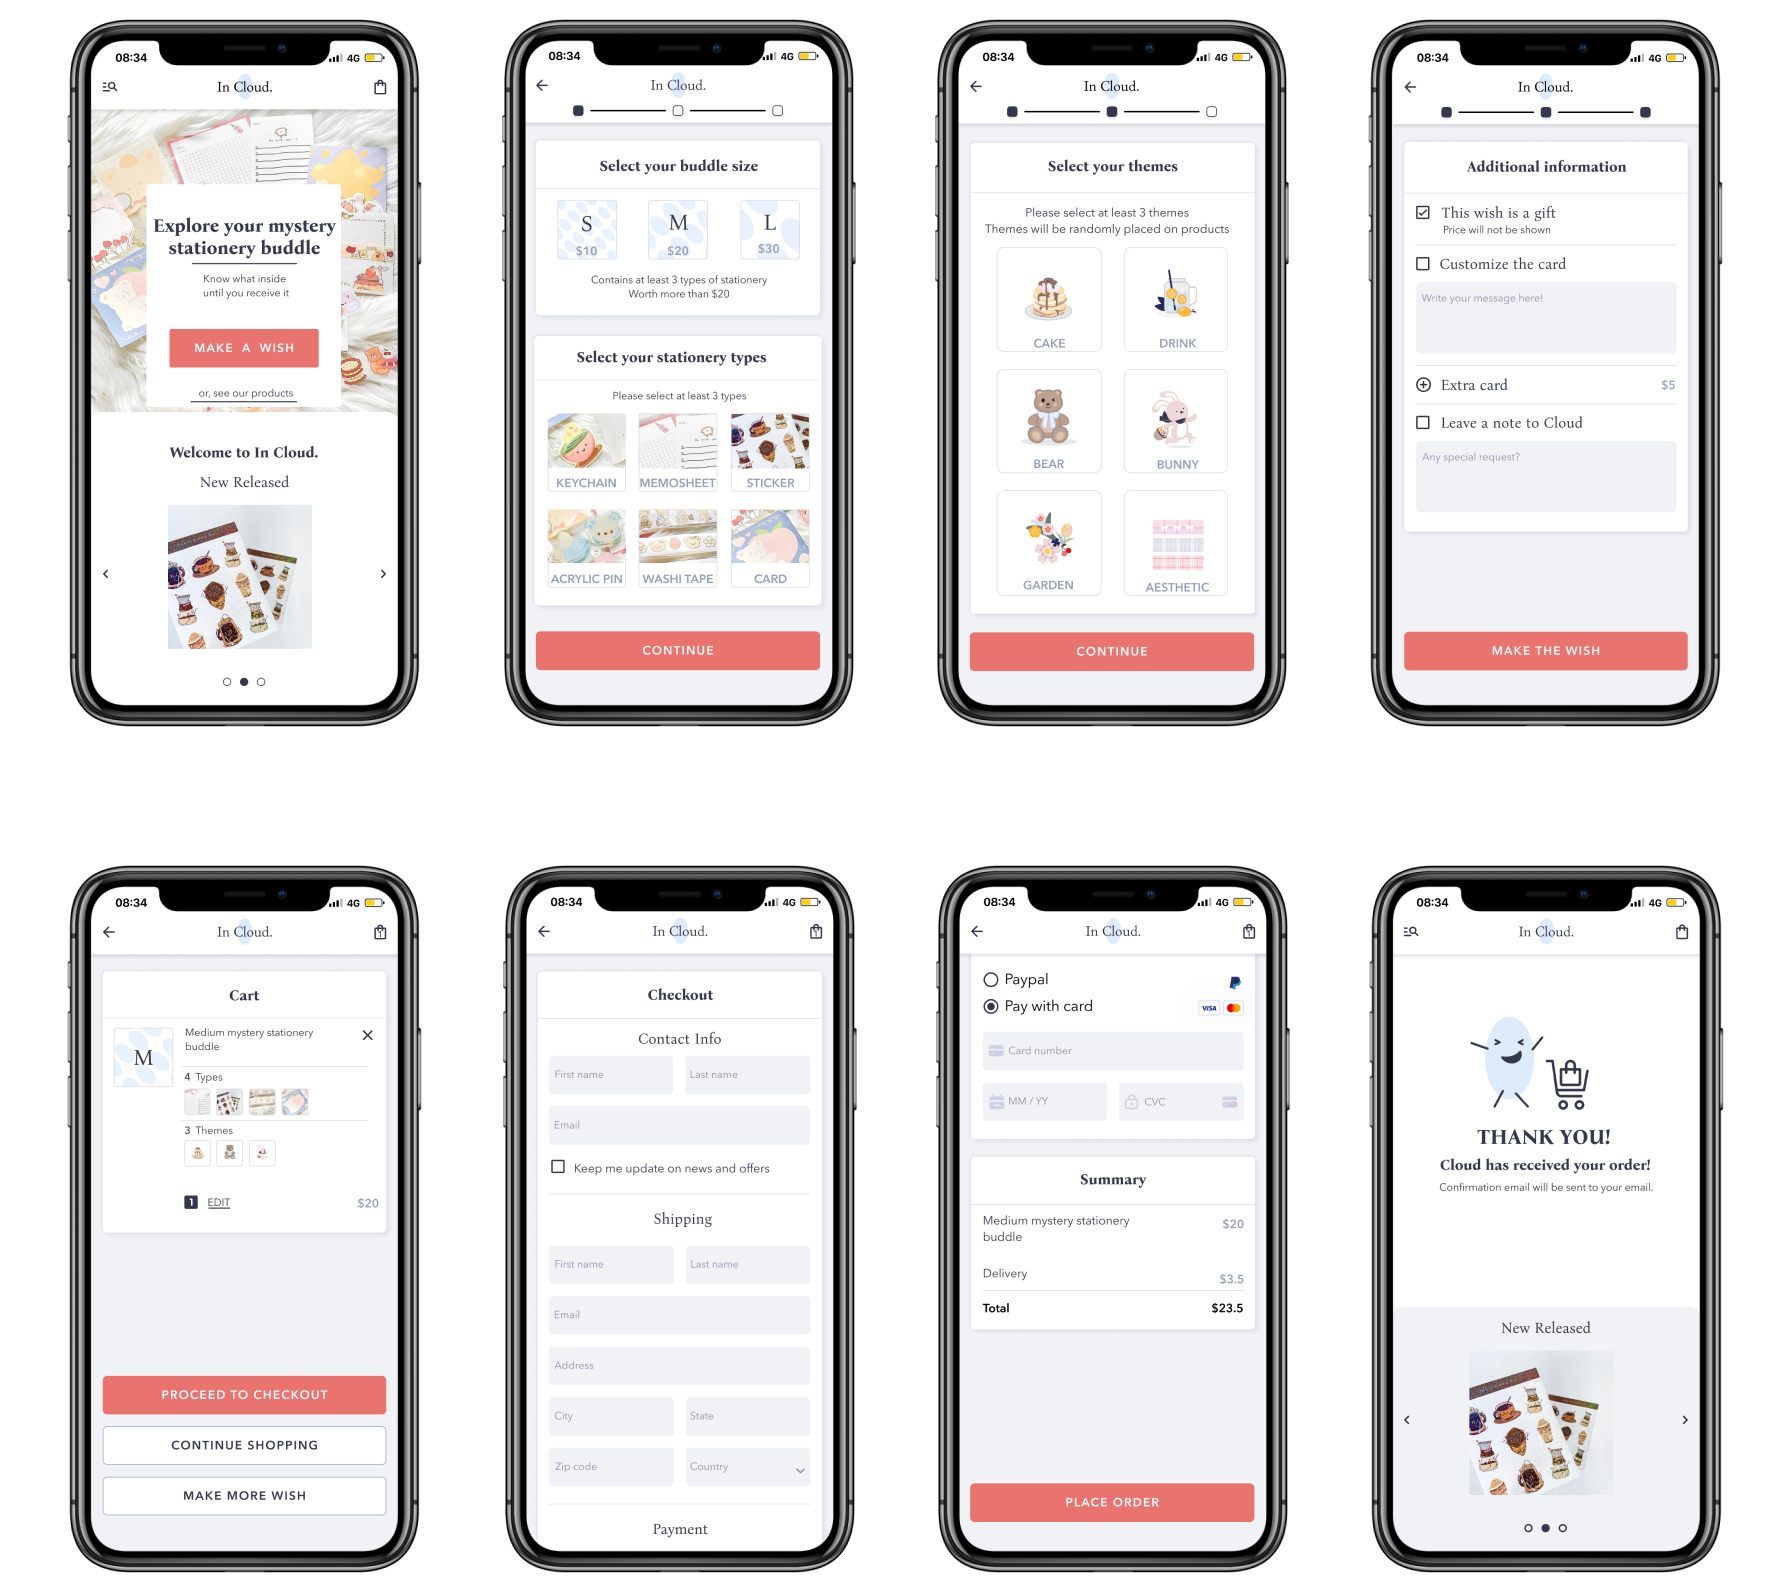 08:34
4G
In Cloud.
Explore your mystery
stationery buddle
Know what inside
until you receive it
MAKE A WISH
or, see our products
Welcome to In Cloud.
New Released
08:34
4G
In Cloud.
Select your buddle size
S
$10
M
$20
L
$30
Contains at least 3 types of stationery
Worth more than $20
Select your stationery types
Please select at least 3 types
KEYCHAIN
MEMOSHEET
STICKER
ACRYLIC PIN
WASHI TAPE
CARD
CONTINUE
08:34
4G
In Cloud.
Select your themes
Please select at least 3 themes
Themes will be randomly placed on products
CAKE
DRINK
BEAR
BUNNY
GARDEN
AESTHETIC
CONTINUE
08:34
4G
In Cloud.
Additional information
This wish is a gift
Price will not be shown
Customize the card
Write your message here!
Extra card
$5
Leave a note to Cloud
Any special request?
MAKE THE WISH
08:34
4G
In Cloud.
1
Cart
M
Medium mystery stationery
buddle
4 Types
3 Themes
1
EDIT
$20
PROCEED TO CHECKOUT
CONTINUE SHOPPING
MAKE MORE WISH
08:34
4G
In Cloud.
1
Checkout
Contact Info
First name
Last name
Email
Keep me update on news and offers
Shipping
First name
Last name
Email
Address
City
State
Zip code
Country
Payment
08:34
4G
In Cloud.
1
Paypal
Pay with card
VISA
Card number
MM / YY
CVC
Summary
Medium mystery stationery
buddle
$20
Delivery
$3.5
Total
$23.5
PLACE ORDER
08:34
4G
In Cloud.
THANK YOU!
Cloud has received your order!
Confirmation email will be sent to your email.
New Released